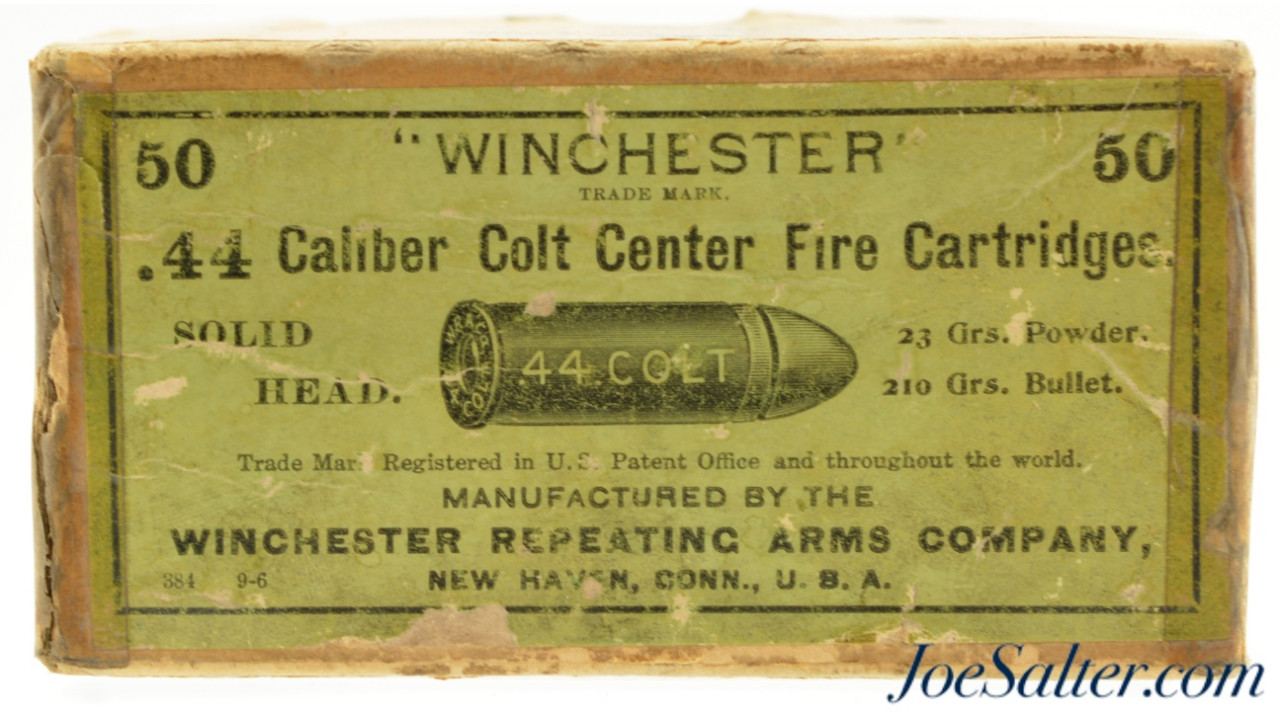 50 "WINCHESTER" 50
TRADE MARK.
.44 Caliber Colt Center Fire Cartridges.
SOLID
HEAD.
W.R.A.CO.
.44 COLT
23 Grs. Powder.
210 Grs. Bullet.
Trade Mark Registered in U.S. Patent Office and throughout the world.
MANUFACTURED BY THE
WINCHESTER REPEATING ARMS COMPANY,
384 9-6 NEW HAVEN, CONN., U. S. A.
JoeSalter.com